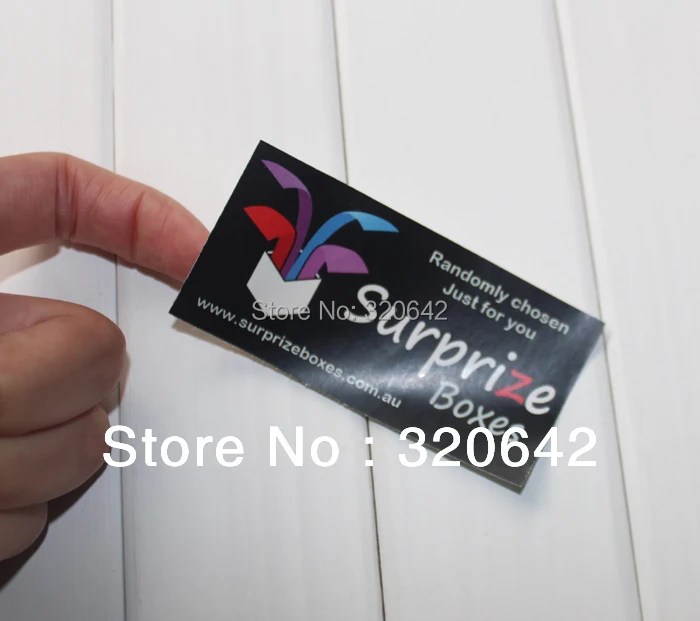 Randomly chosen
Just for you
Surprize
Boxes
www.surprizeboxes.com.au
Store No: 320642
Store No : 320642